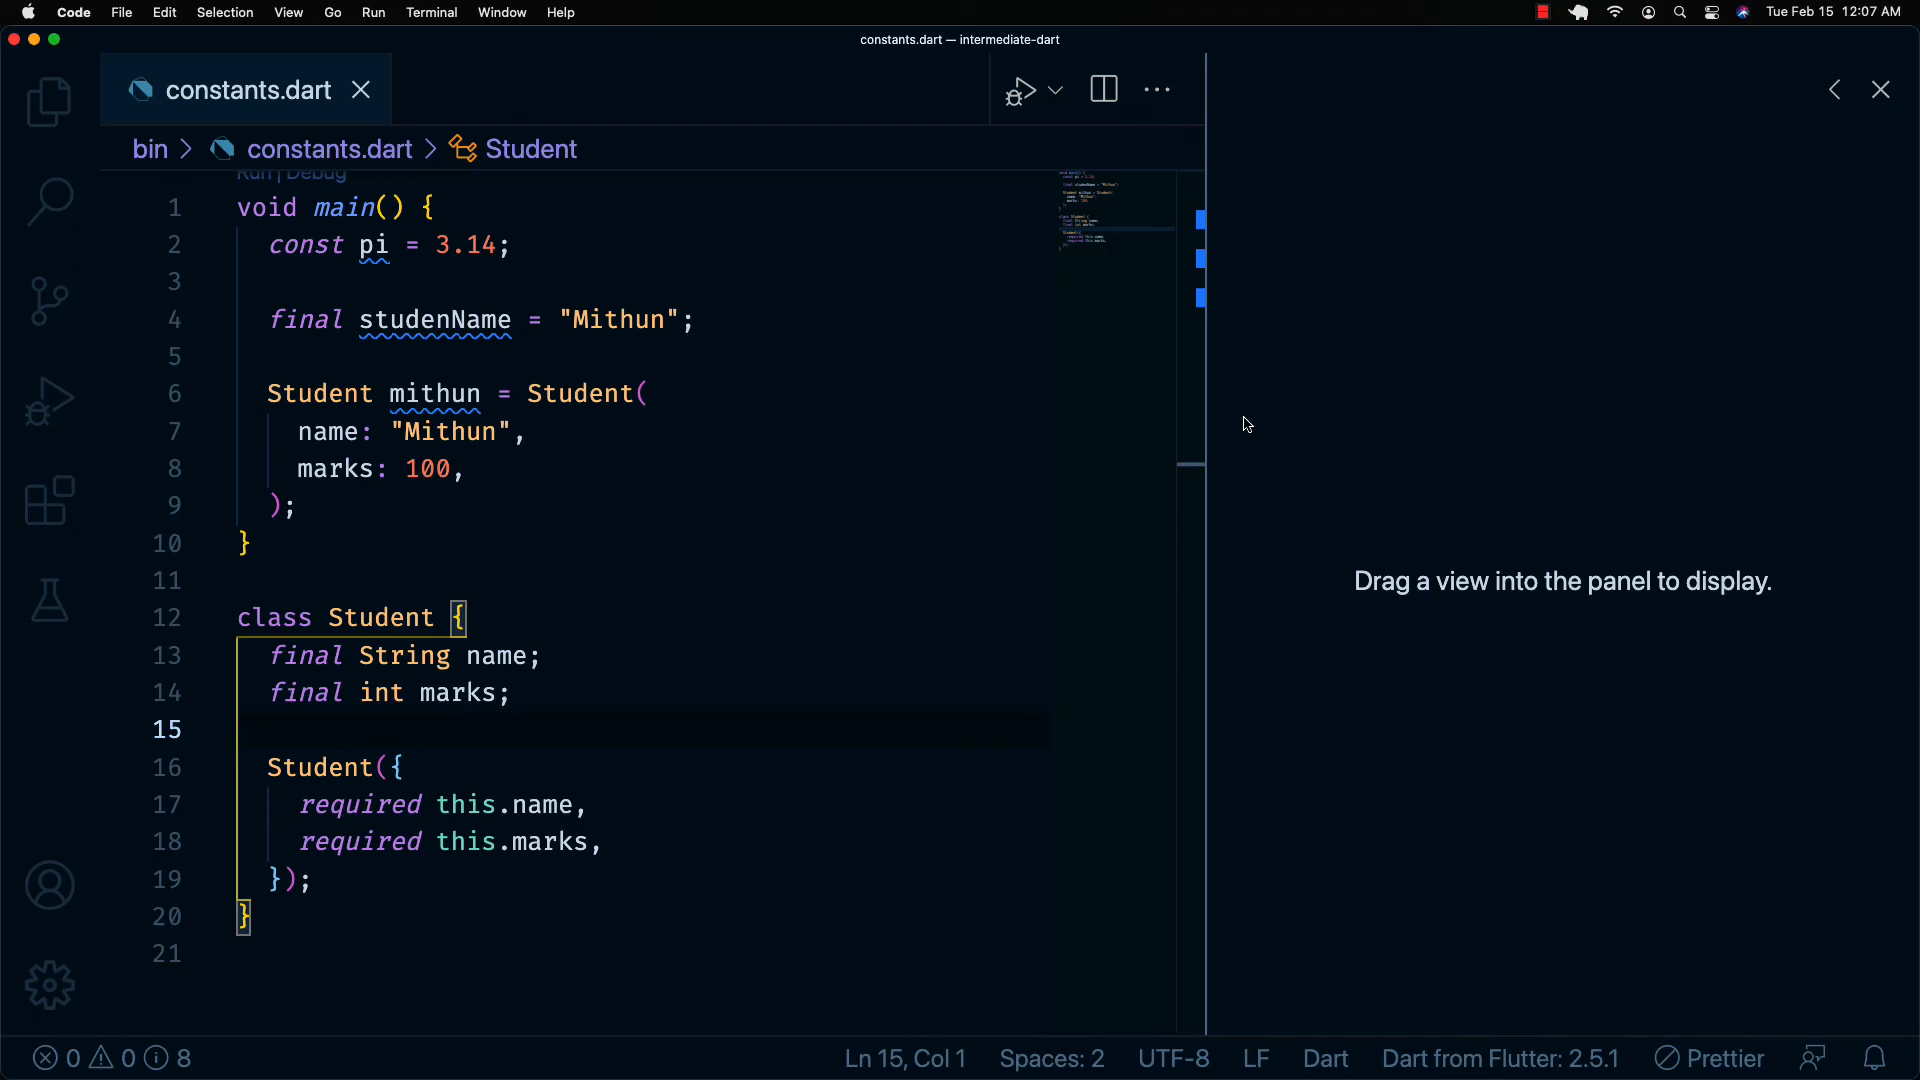 Code File Edit Selection View Go Run Terminal Window Help Tue Feb 15 12:07 AM
constants.dart — intermediate-dart
constants.dart
bin > constants.dart > Student
Run | Debug
1 void main() {
2 const pi = 3.14;
3
4 final studenName = "Mithun";
5
6 Student mithun = Student(
7 name: "Mithun",
8 marks: 100,
9 );
10 }
11
12 class Student {
13 final String name;
14 final int marks;
15
16 Student({
17 required this.name,
18 required this.marks,
19 });
20 }
21
Drag a view into the panel to display.
0 0 8 Ln 15, Col 1 Spaces: 2 UTF-8 LF Dart Dart from Flutter: 2.5.1 Prettier